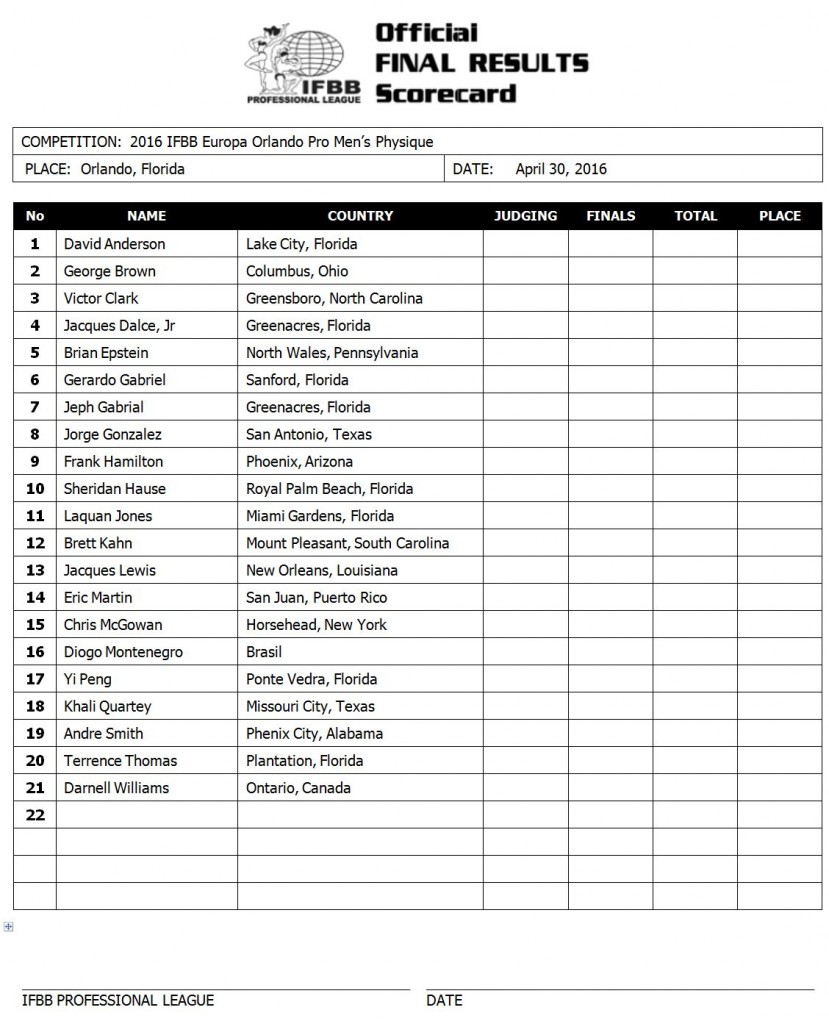 Official
FINAL RESULTS
Scorecard
IFBB
PROFESSIONAL LEAGUE
COMPETITION: 2016 IFBB Europa Orlando Pro Men’s Physique
PLACE: Orlando, Florida DATE: April 30, 2016
No NAME COUNTRY JUDGING FINALS TOTAL PLACE
1 David Anderson Lake City, Florida
2 George Brown Columbus, Ohio
3 Victor Clark Greensboro, North Carolina
4 Jacques Dalce, Jr Greenacres, Florida
5 Brian Epstein North Wales, Pennsylvania
6 Gerardo Gabriel Sanford, Florida
7 Jeph Gabrial Greenacres, Florida
8 Jorge Gonzalez San Antonio, Texas
9 Frank Hamilton Phoenix, Arizona
10 Sheridan Hause Royal Palm Beach, Florida
11 Laquan Jones Miami Gardens, Florida
12 Brett Kahn Mount Pleasant, South Carolina
13 Jacques Lewis New Orleans, Louisiana
14 Eric Martin San Juan, Puerto Rico
15 Chris McGowan Horsehead, New York
16 Diogo Montenegro Brasil
17 Yi Peng Ponte Vedra, Florida
18 Khali Quartey Missouri City, Texas
19 Andre Smith Phenix City, Alabama
20 Terrence Thomas Plantation, Florida
21 Darnell Williams Ontario, Canada
22
IFBB PROFESSIONAL LEAGUE DATE